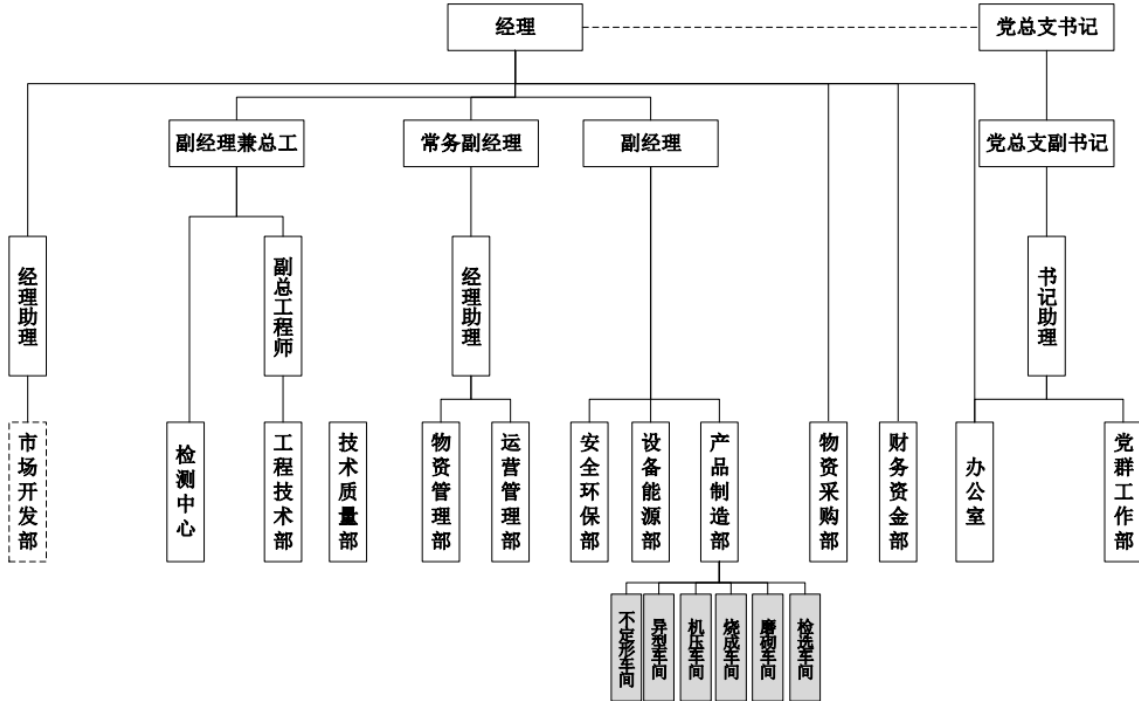 经理
党总支书记
副经理兼总工
常务副经理
副经理
党总支副书记
经理助理
副总工程师
经理助理
书记助理
市场开发部
检测中心
工程技术部
技术质量部
物资管理部
运营管理部
安全环保部
设备能源部
产品制造部
物资采购部
财务资金部
办公室
党群工作部
不定形车间
异型车间
机压车间
烧成车间
磨砌车间
检选车间